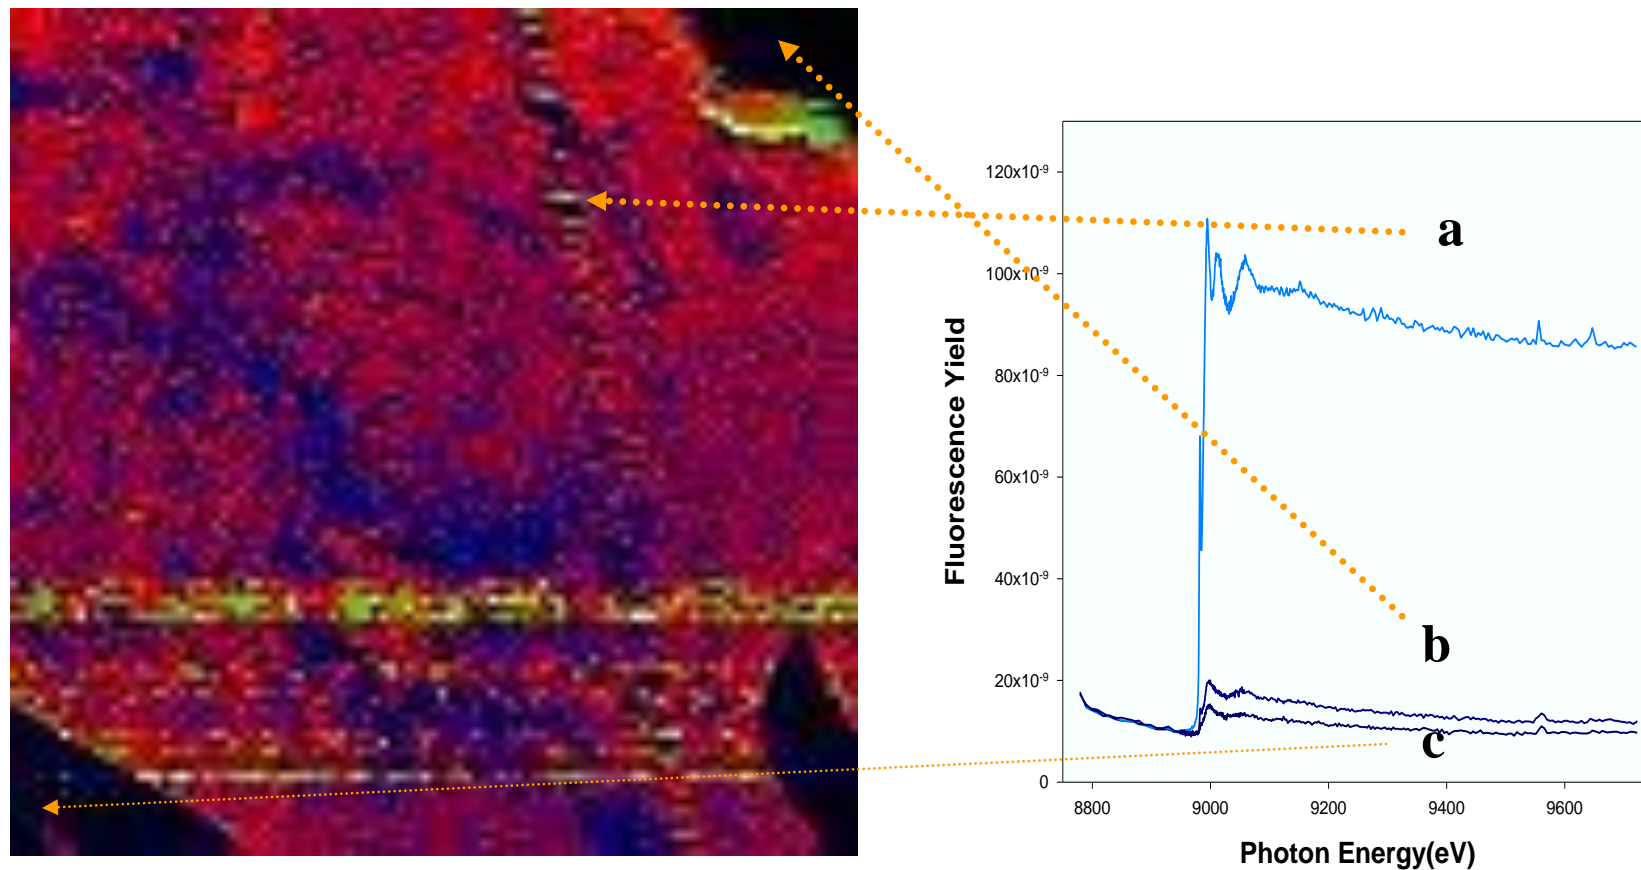 120x10-9
a
100x10-9
80x10-9
60x10-9
b
40x10-9
20x10-9
c
0
8800 9000 9200 9400 9600
Fluorescence Yield
Photon Energy(eV)